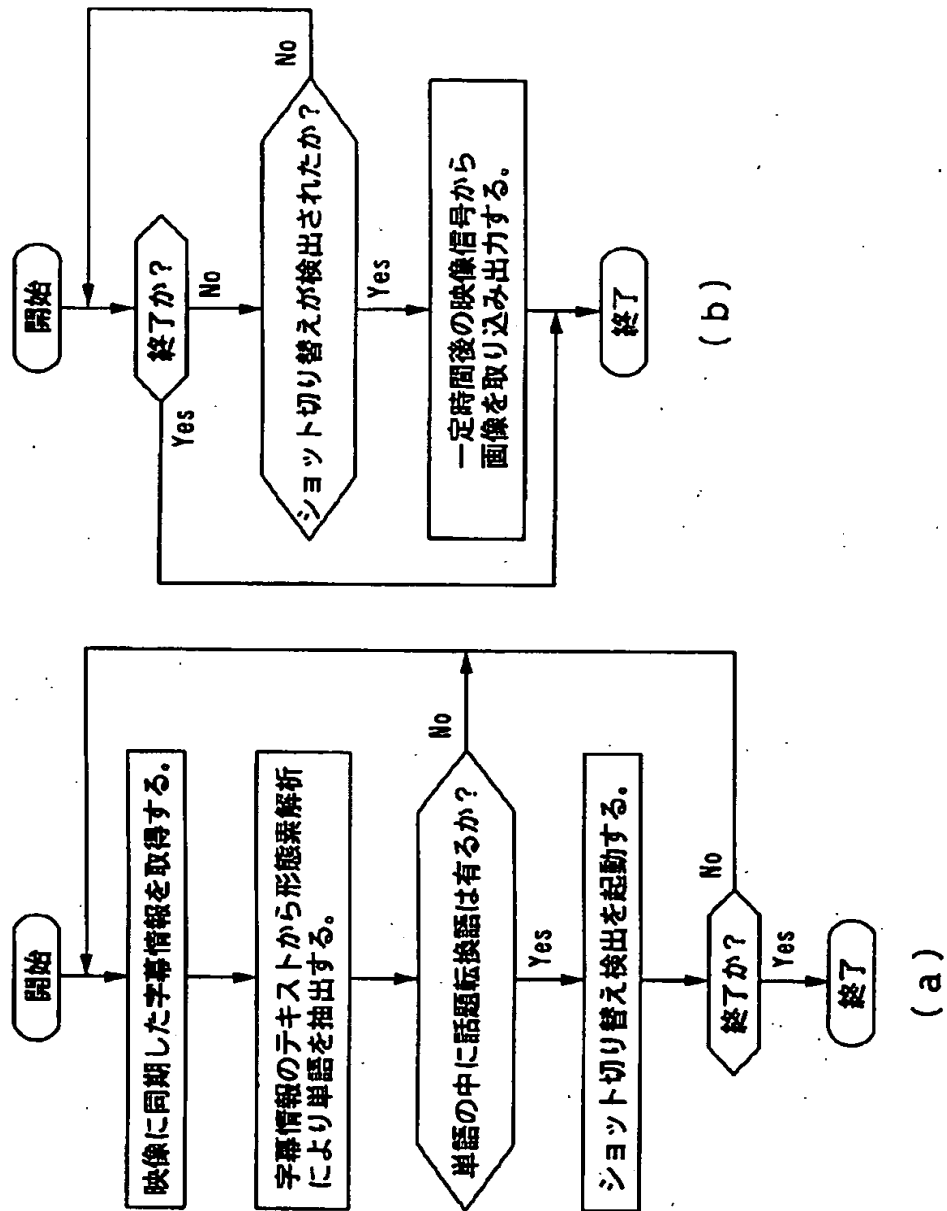 開始
映像に同期した字幕情報を取得する。
字幕情報のテキストから形態素解析
により単語を抽出する。
単語の中に話題転換語は有るか？
No
Yes
ショット切り替え検出を起動する。
終了か？
No
Yes
終了
(a)
開始
終了か？
Yes
No
ショット切り替えが検出されたか？
No
Yes
一定時間後の映像信号から
画像を取り込み出力する。
終了
(b)